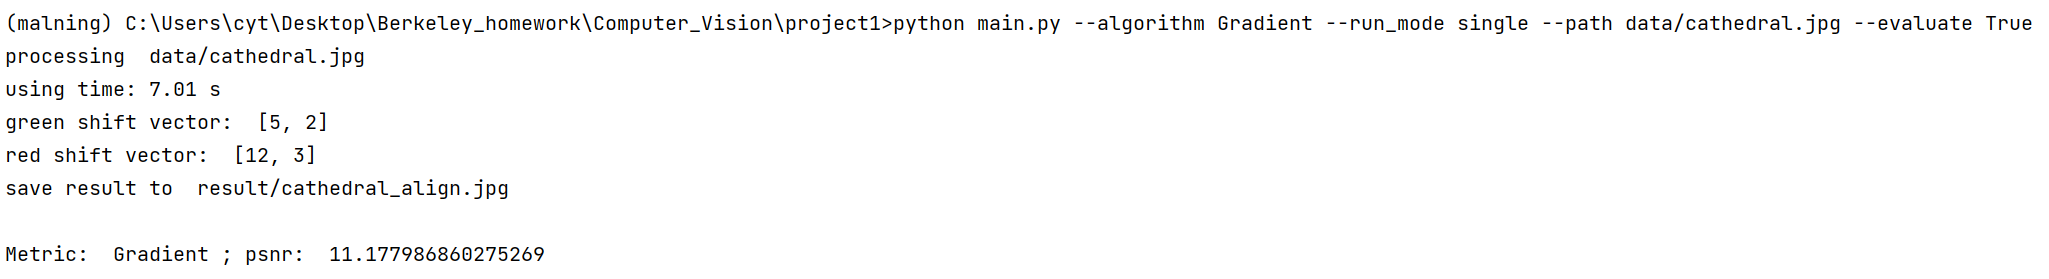 (malning) C:\Users\cyt\Desktop\Berkeley_homework\Computer_Vision\project1>python main.py --algorithm Gradient --run_mode single --path data/cathedral.jpg --evaluate True
processing  data/cathedral.jpg
using time: 7.01 s
green shift vector:  [5, 2]
red shift vector:  [12, 3]
save result to  result/cathedral_align.jpg
Metric:  Gradient ; psnr:  11.177986860275269